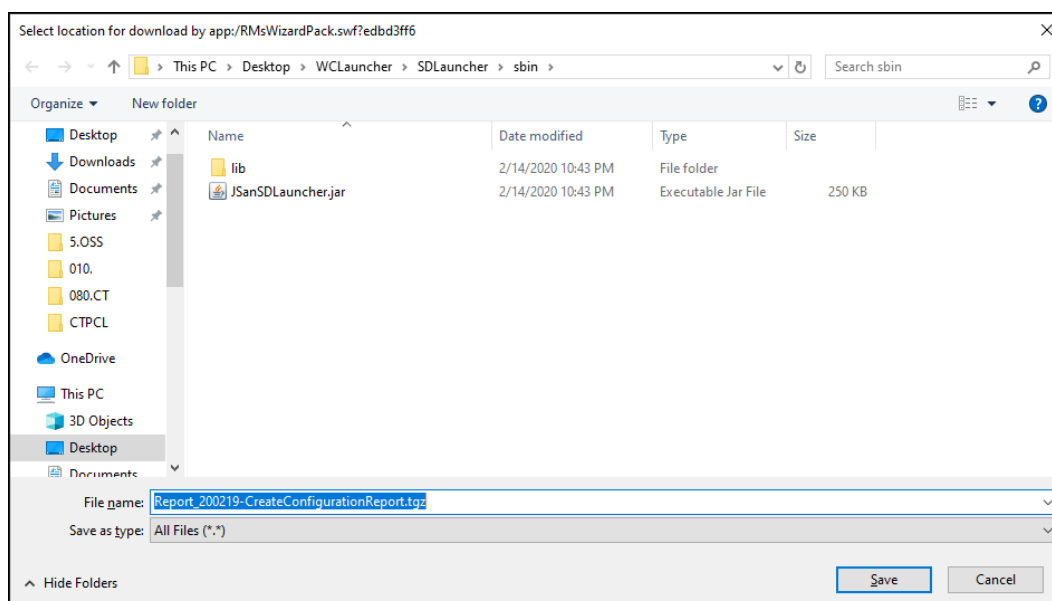 Select location for download by app:/RMsWizardPack.swf?edbd3ff6
This PC > Desktop > WCLauncher > SDLauncher > sbin >
Search sbin
Organize
New folder
?
Desktop
Downloads
Documents
Pictures
5.OSS
010.
080.CT
CTPCL
OneDrive
This PC
3D Objects
Desktop
Documents
Name Date modified Type Size
lib 2/14/2020 10:43 PM File folder
JSanSDLauncher.jar 2/14/2020 10:43 PM Executable Jar File 250 KB
File name: Report_200219-CreateConfigurationReport.tgz
Save as type: All Files (*.*)
Hide Folders
Save
Cancel